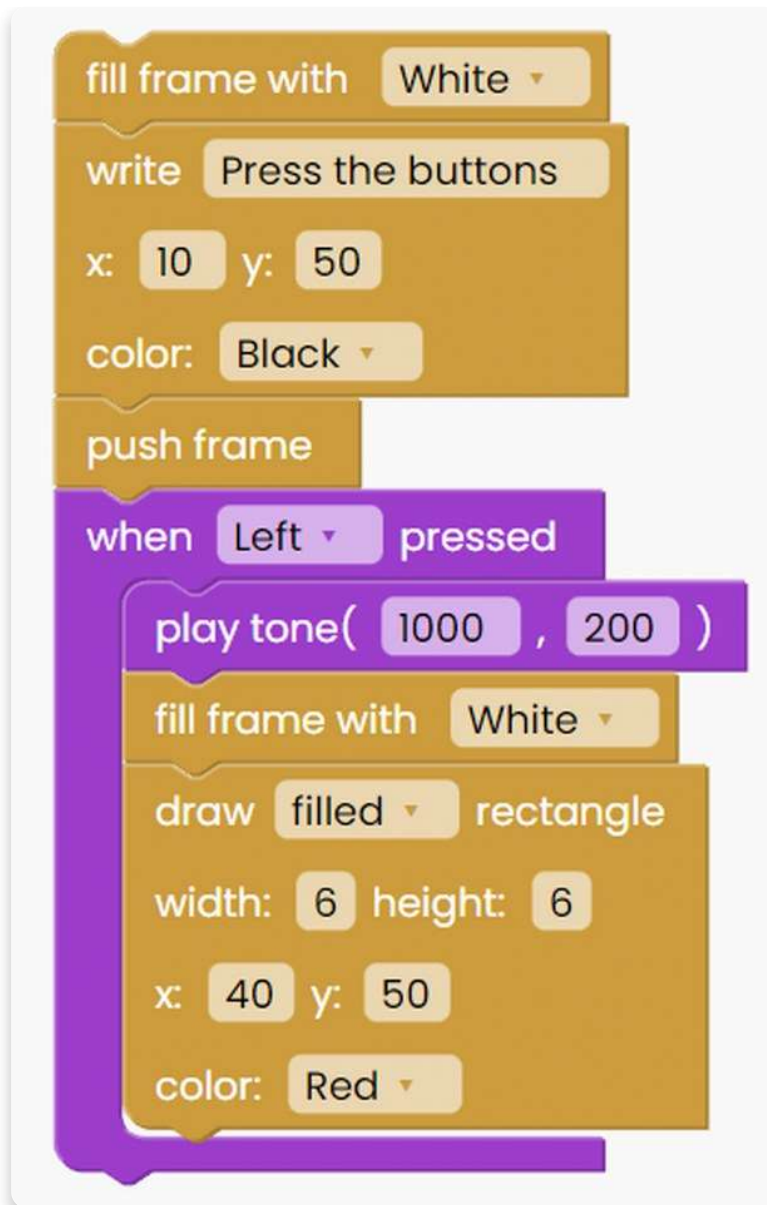 fill frame with White
write Press the buttons
x: 10 y: 50
color: Black
push frame
when Left pressed
play tone( 1000 , 200 )
fill frame with White
draw filled rectangle
width: 6 height: 6
x: 40 y: 50
color: Red